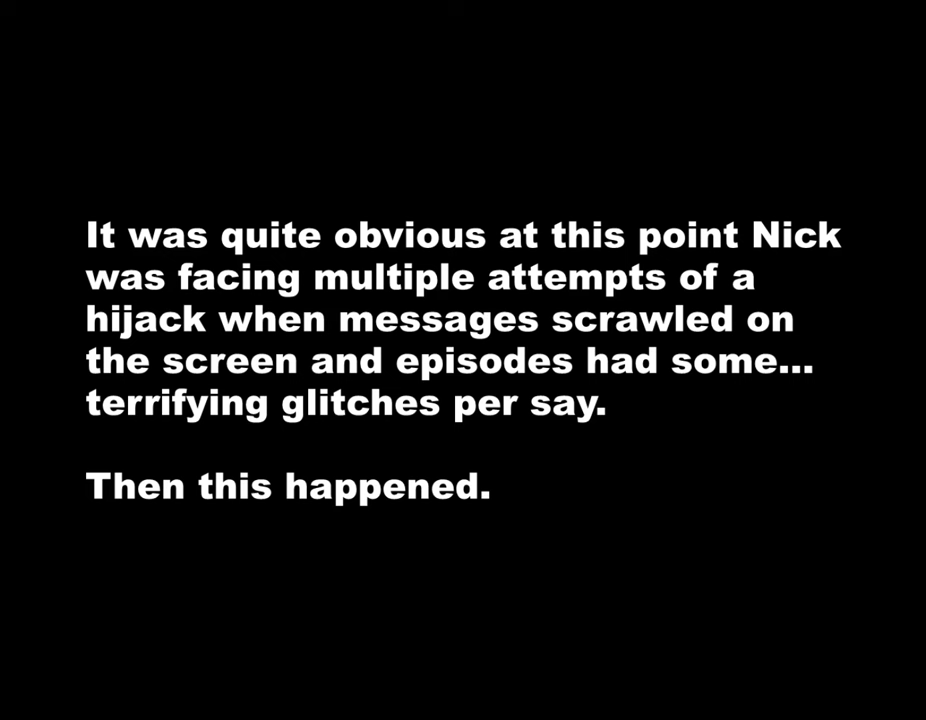 It was quite obvious at this point Nick
was facing multiple attempts of a
hijack when messages scrawled on
the screen and episodes had some...
terrifying glitches per say.
Then this happened.